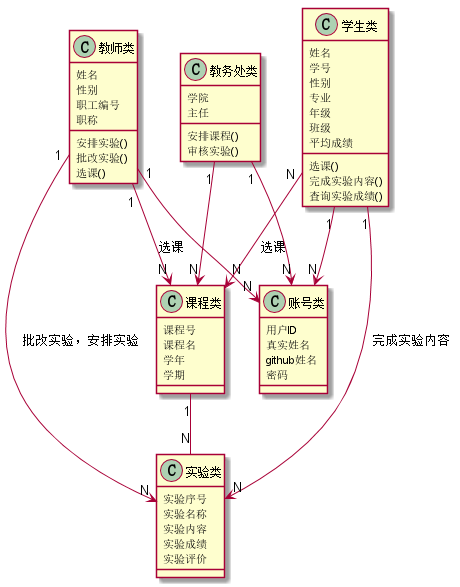 C 教师类
姓名
性别
职工编号
职称
安排实验()
批改实验()
选课()
C 教务处类
学院
主任
安排课程()
审核实验()
C 学生类
姓名
学号
性别
专业
年级
班级
平均成绩
选课()
完成实验内容()
查询实验成绩()
1
1
1
1
1
N
1
1
选课
选课
N
N
N
N
N
N
C 课程类
课程号
课程名
学年
学期
C 账号类
用户ID
真实姓名
github姓名
密码
批改实验，安排实验
完成实验内容
1
N
N
N
C 实验类
实验序号
实验名称
实验内容
实验成绩
实验评价